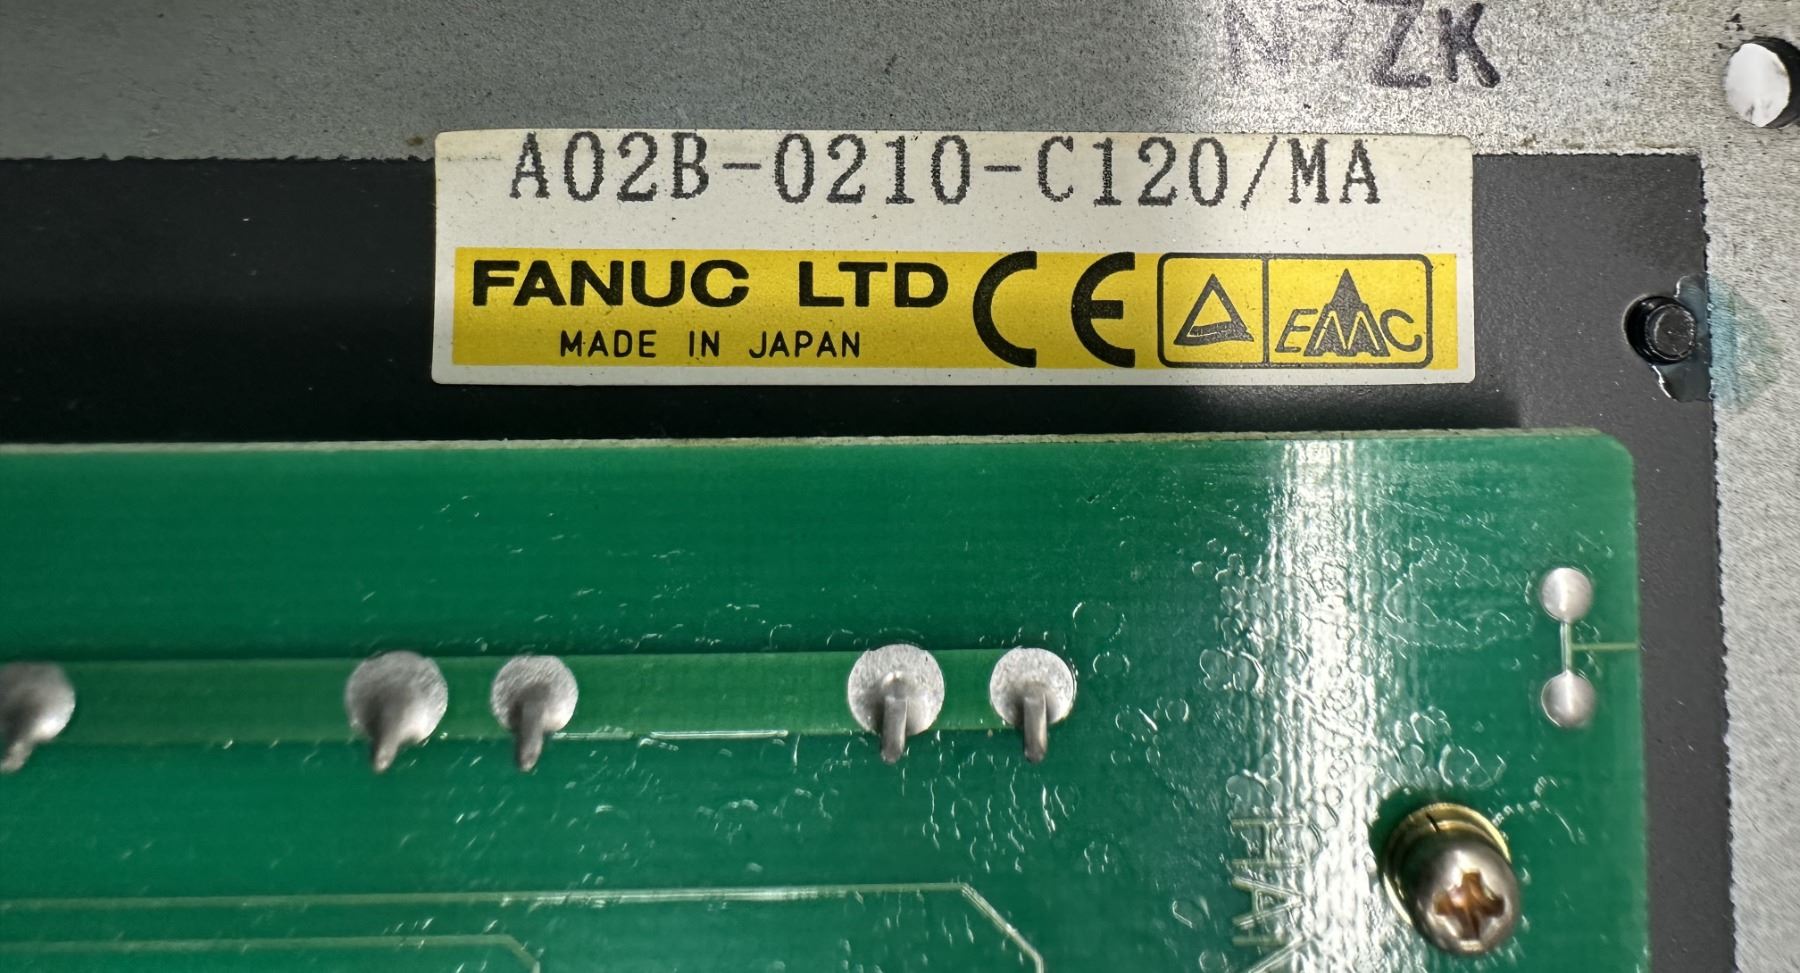 A02B-0210-C120/MA
FANUC LTD CE EMC
MADE IN JAPAN